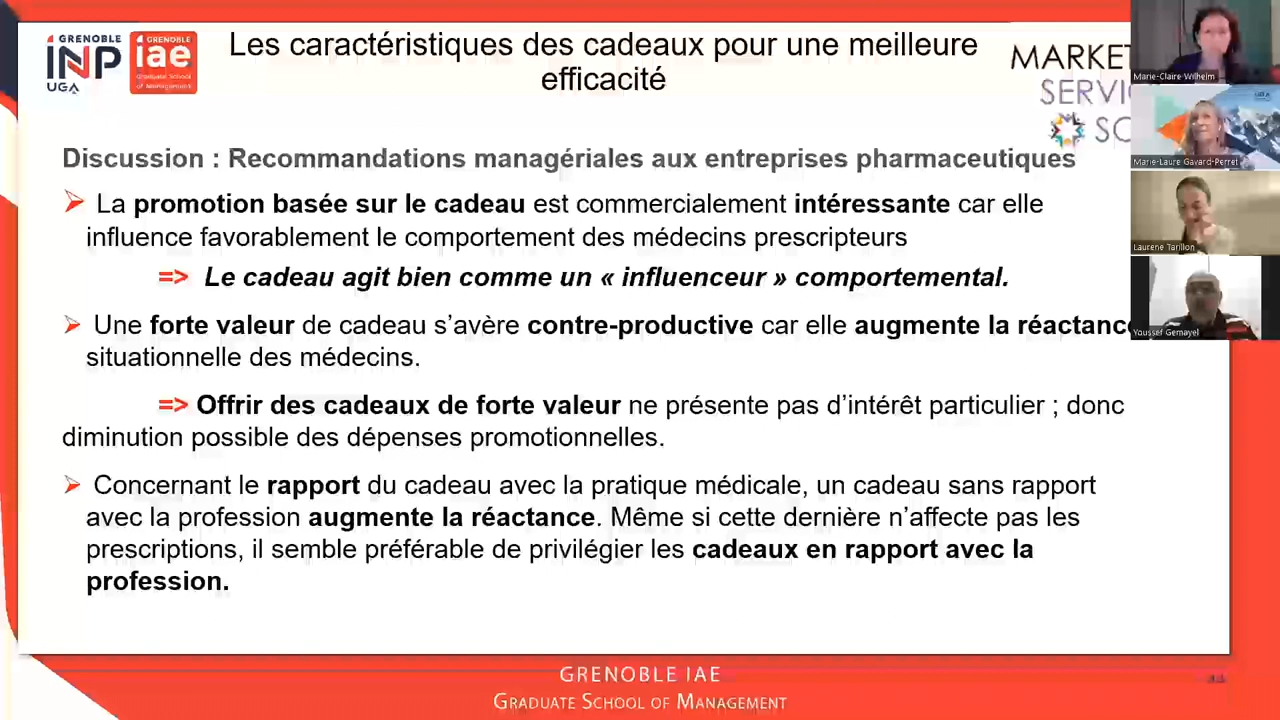 GRENOBLE
INP
UGA
GRENOBLE
iae
Graduate School
of Management
Les caractéristiques des cadeaux pour une meilleure
efficacité
MARKET
SERVIC
SO
Marie-Claire Wilhelm
Marie-Laure Gavard-Perret
Laurene Tarillon
Youssef Gemayel
Discussion : Recommandations managériales aux entreprises pharmaceutiques
La promotion basée sur le cadeau est commercialement intéressante car elle
influence favorablement le comportement des médecins prescripteurs
=> Le cadeau agit bien comme un « influenceur » comportemental.
Une forte valeur de cadeau s’avère contre-productive car elle augmente la réactance
situationnelle des médecins.
=> Offrir des cadeaux de forte valeur ne présente pas d’intérêt particulier ; donc
diminution possible des dépenses promotionnelles.
Concernant le rapport du cadeau avec la pratique médicale, un cadeau sans rapport
avec la profession augmente la réactance. Même si cette dernière n’affecte pas les
prescriptions, il semble préférable de privilégier les cadeaux en rapport avec la
profession.
GRENOBLE IAE
GRADUATE SCHOOL OF MANAGEMENT